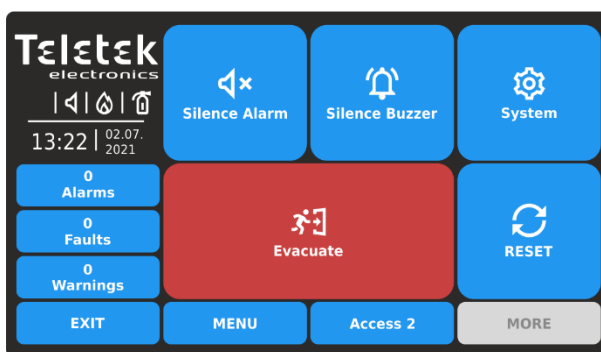 Teletek
electronics
13:22
02.07.
2021
Silence Alarm
Silence Buzzer
System
0
Alarms
0
Faults
0
Warnings
Evacuate
RESET
EXIT
MENU
Access 2
MORE